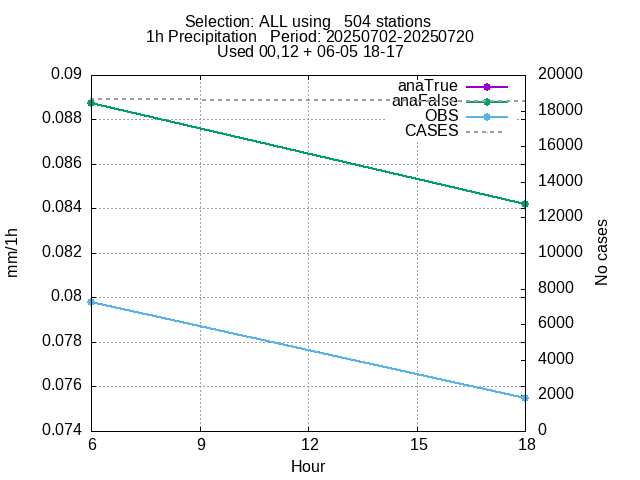 Selection: ALL using 504 stations
1h Precipitation Period: 20250702-20250720
Used 00,12 + 06-05 18-17
0.09
0.088
0.086
0.084
0.082
0.08
0.078
0.076
0.074
mm/1h
anaTrue
anaFalse
OBS
CASES
20000
18000
16000
14000
12000
10000
8000
6000
4000
2000
0
No cases
6 9 12 15 18
Hour